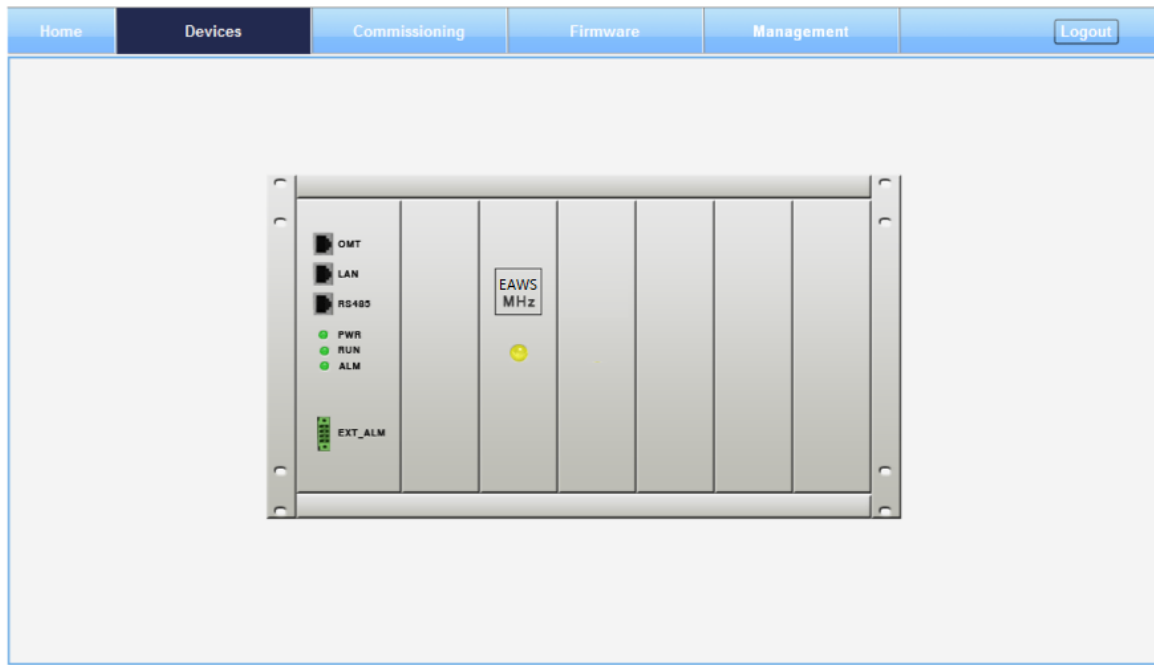 Home Devices Commissioning Firmware Management Logout
OMT
LAN
RS485
PWR
RUN
ALM
EXT_ALM
EAWS
MHz